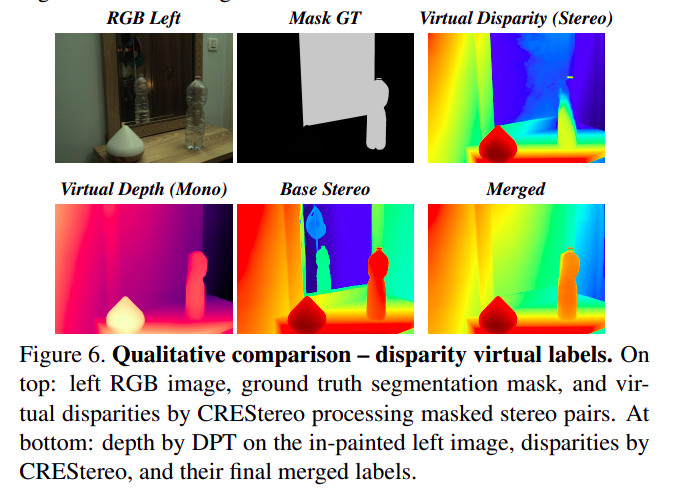 RGB Left
Mask GT
Virtual Disparity (Stereo)
Virtual Depth (Mono)
Base Stereo
Merged
Figure 6. Qualitative comparison – disparity virtual labels. On
top: left RGB image, ground truth segmentation mask, and vir-
tual disparities by CREStereo processing masked stereo pairs. At
bottom: depth by DPT on the in-painted left image, disparities by
CREStereo, and their final merged labels.